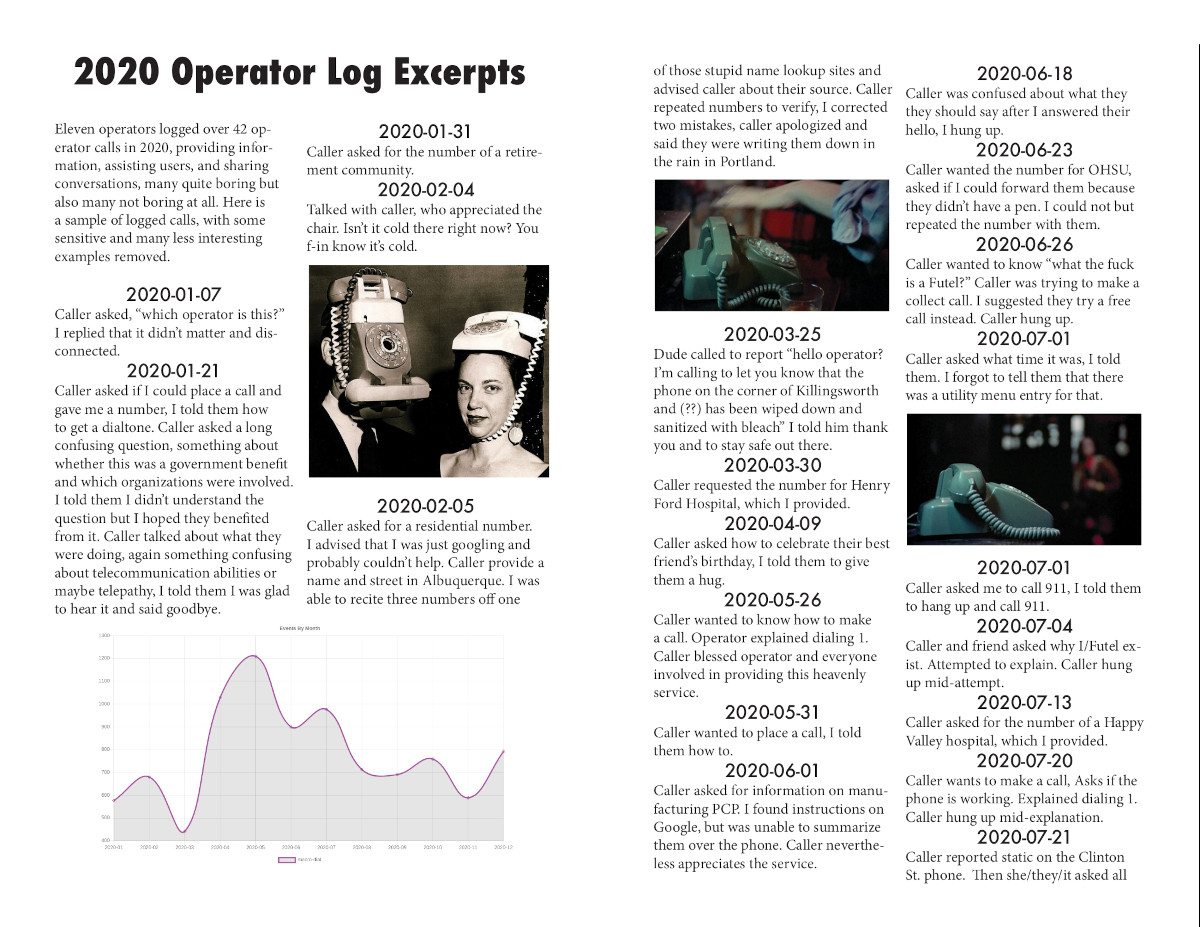 2020 Operator Log Excerpts
Eleven operators logged over 42 op-
erator calls in 2020, providing infor-
mation, assisting users, and sharing
conversations, many quite boring but
also many not boring at all. Here is
a sample of logged calls, with some
sensitive and many less interesting
examples removed.
2020-01-07
Caller asked, “which operator is this?”
I replied that it didn’t matter and dis-
connected.
2020-01-21
Caller asked if I could place a call and
gave me a number, I told them how
to get a dialtone. Caller asked a long
confusing question, something about
whether this was a government benefit
and which organizations were involved.
I told them I didn’t understand the
question but I hoped they benefited
from it. Caller talked about what they
were doing, again something confusing
about telecommunication abilities or
maybe telepathy, I told them I was glad
to hear it and said goodbye.
2020-01-31
Caller asked for the number of a retire-
ment community.
2020-02-04
Talked with caller, who appreciated the
chair. Isn’t it cold there right now? You
f-in know it’s cold.
2020-02-05
Caller asked for a residential number.
I advised that I was just googling and
probably couldn’t help. Caller provide a
name and street in Albuquerque. I was
able to recite three numbers off one
Events By Month
1300
1200
1100
1000
900
800
700
600
500
400
2020-01 2020-02 2020-03 2020-04 2020-05 2020-06 2020-07 2020-08 2020-09 2020-10 2020-11 2020-12
of those stupid name lookup sites and
advised caller about their source. Caller
repeated numbers to verify, I corrected
two mistakes, caller apologized and
said they were writing them down in
the rain in Portland.
2020-03-25
Dude called to report “hello operator?
I’m calling to let you know that the
phone on the corner of Killingsworth
and (??) has been wiped down and
sanitized with bleach” I told him thank
you and to stay safe out there.
2020-03-30
Caller requested the number for Henry
Ford Hospital, which I provided.
2020-04-09
Caller asked how to celebrate their best
friend’s birthday, I told them to give
them a hug.
2020-05-26
Caller wanted to know how to make
a call. Operator explained dialing 1.
Caller blessed operator and everyone
involved in providing this heavenly
service.
2020-05-31
Caller wanted to place a call, I told
them how to.
2020-06-01
Caller asked for information on manu-
facturing PCP. I found instructions on
Google, but was unable to summarize
them over the phone. Caller neverthe-
less appreciates the service.
2020-06-18
Caller was confused about what they
they should say after I answered their
hello, I hung up.
2020-06-23
Caller wanted the number for OHSU,
asked if I could forward them because
they didn’t have a pen. I could not but
repeated the number with them.
2020-06-26
Caller wanted to know “what the fuck
is a Futel?” Caller was trying to make a
collect call. I suggested they try a free
call instead. Caller hung up.
2020-07-01
Caller asked what time it was, I told
them. I forgot to tell them that there
was a utility menu entry for that.
2020-07-01
Caller asked me to call 911, I told them
to hang up and call 911.
2020-07-04
Caller and friend asked why I/Futel ex-
ist. Attempted to explain. Caller hung
up mid-attempt.
2020-07-13
Caller asked for the number of a Happy
Valley hospital, which I provided.
2020-07-20
Caller wants to make a call, Asks if the
phone is working. Explained dialing 1.
Caller hung up mid-explanation.
2020-07-21
Caller reported static on the Clinton
St. phone. Then she/they/it asked all